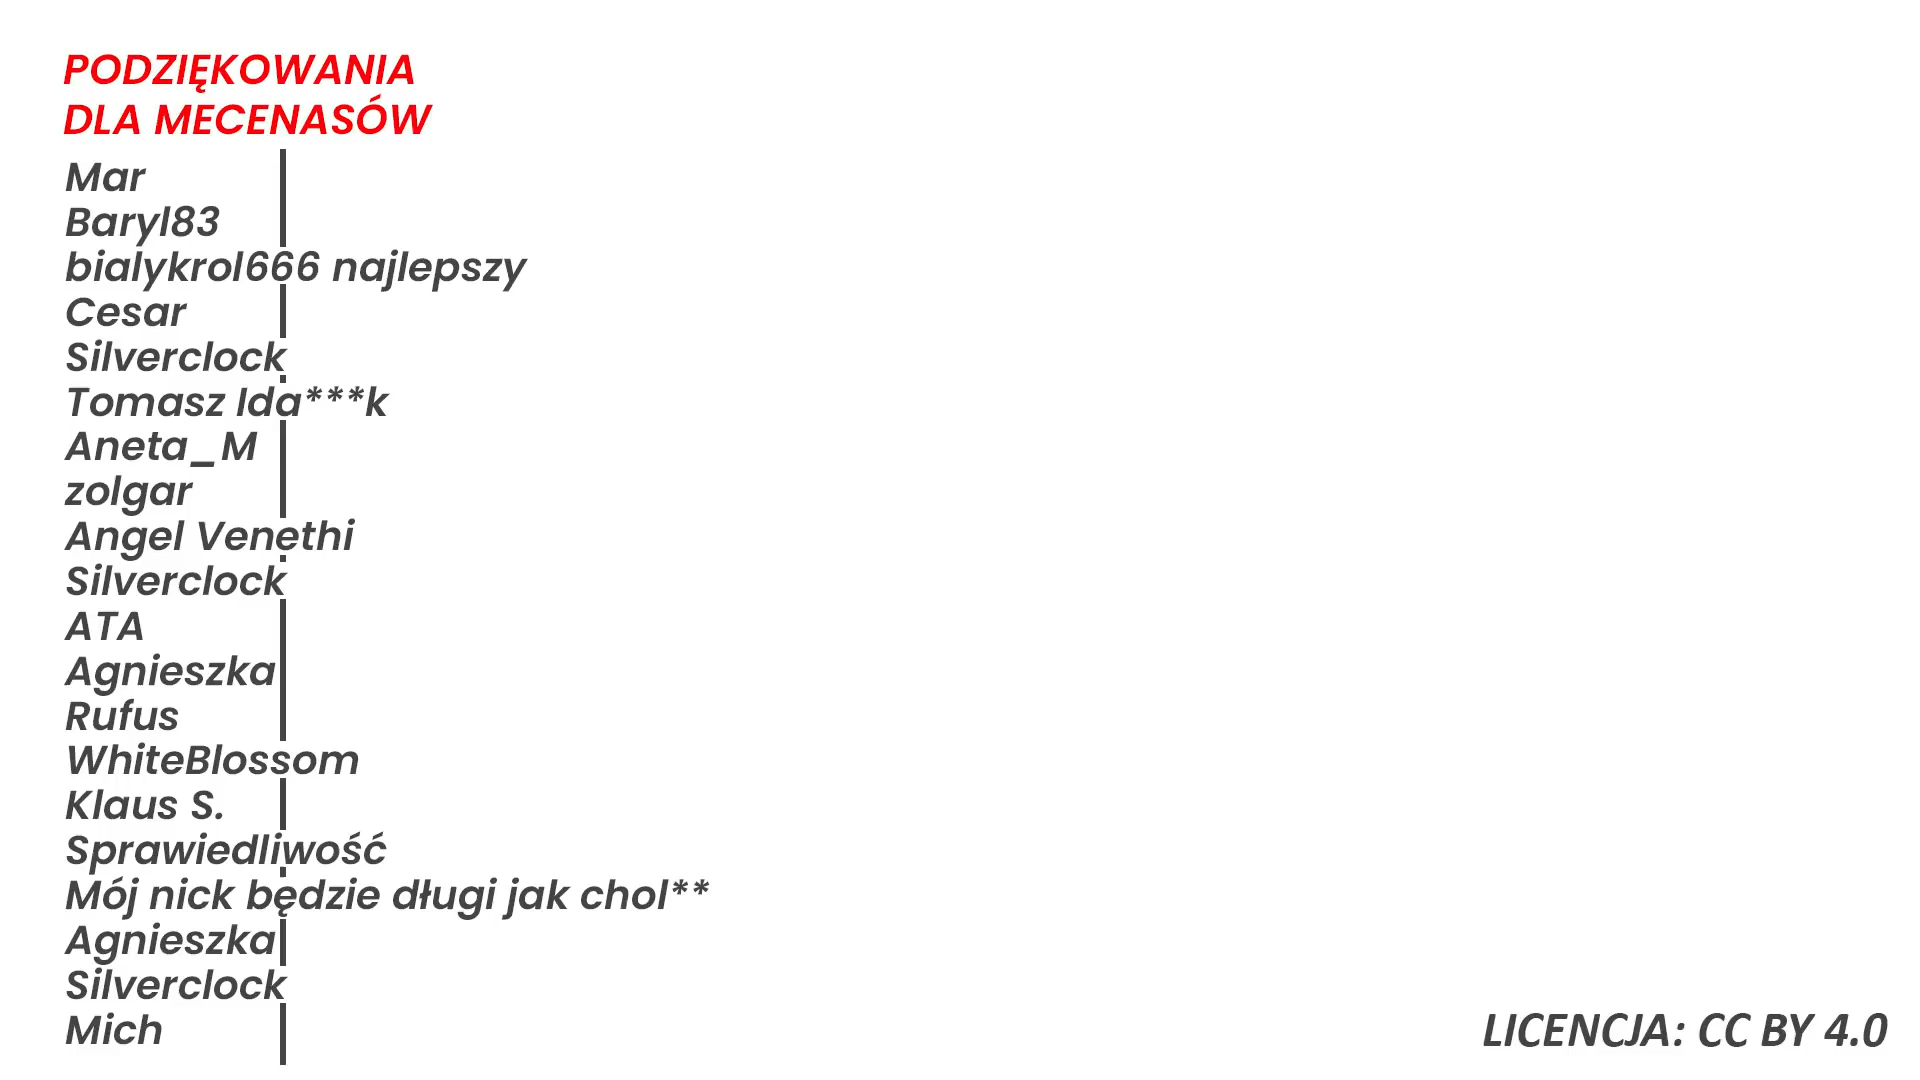 PODZIĘKOWANIA
DLA MECENASÓW
Mar
Baryl83
bialykrol666 najlepszy
Cesar
Silverclock
Tomasz Ida***k
Aneta_M
zolgar
Angel Venethi
Silverclock
ATA
Agnieszka
Rufus
WhiteBlossom
Klaus S.
Sprawiedliwość
Mój nick będzie długi jak chol**
Agnieszka
Silverclock
Mich
LICENCJA: CC BY 4.0